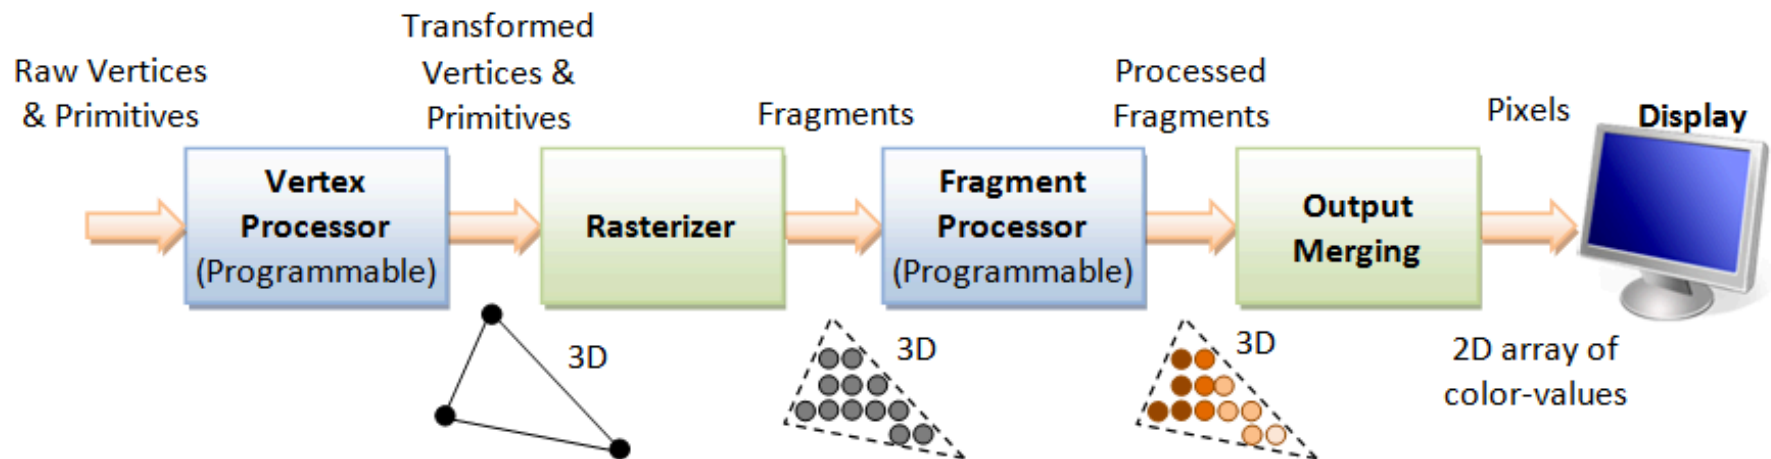 Raw Vertices
& Primitives
Transformed
Vertices &
Primitives
Fragments
Processed
Fragments
Pixels
Display
Vertex
Processor
(Programmable)
Rasterizer
Fragment
Processor
(Programmable)
Output
Merging
3D
3D
3D
2D array of
color-values